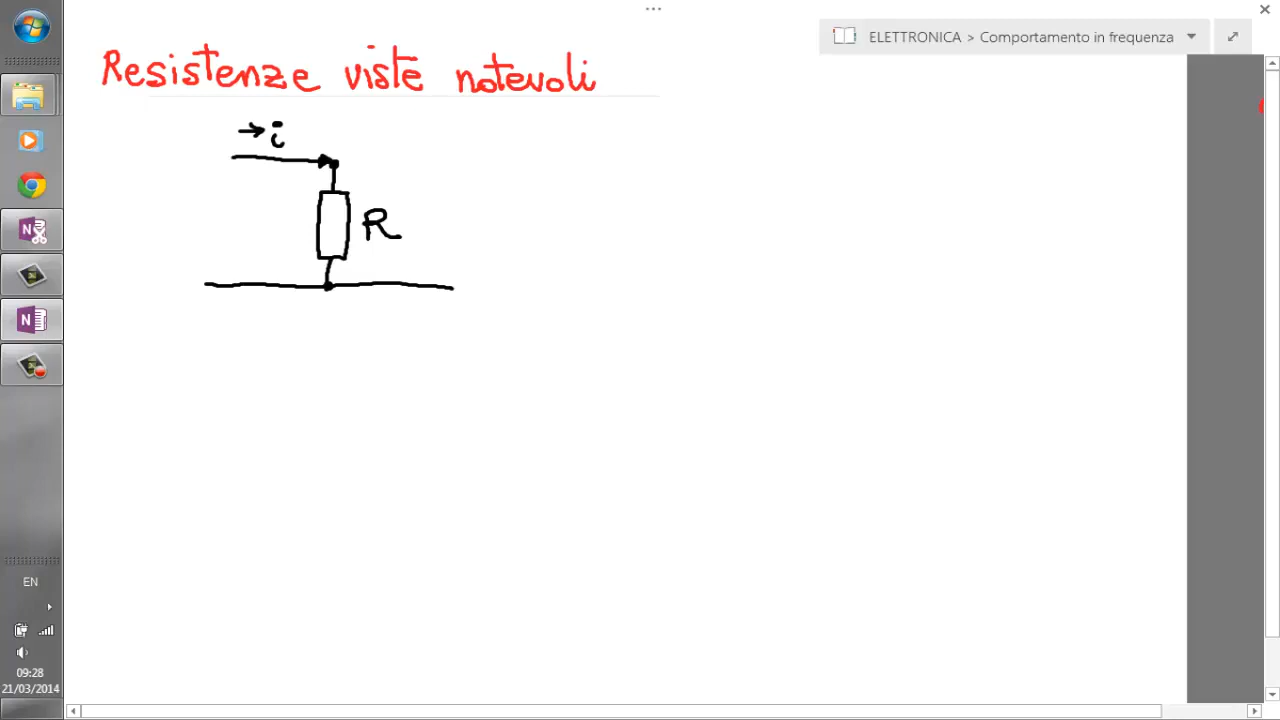 ELETTRONICA > Comportamento in frequenza
Resistenze viste notevoli
→ i
R
EN
09:28
21/03/2014